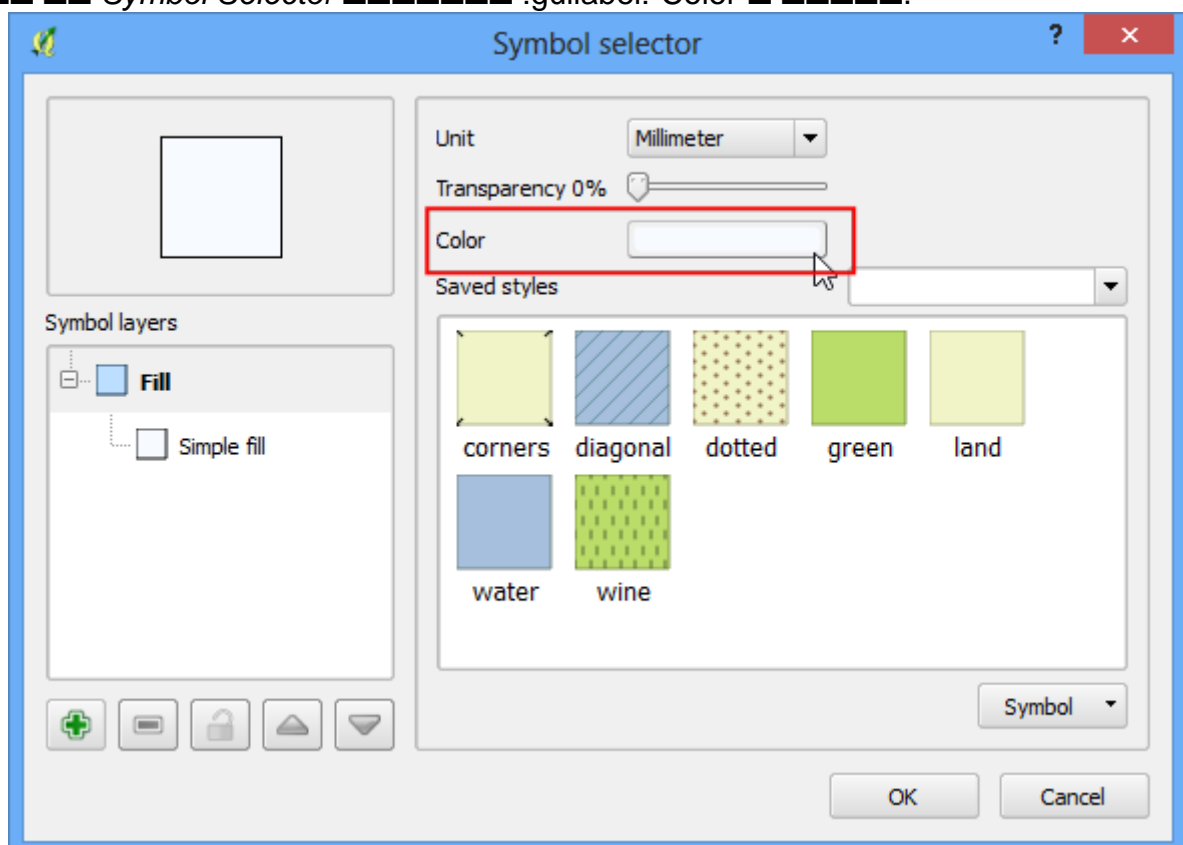 Symbol Selector :guilabel:`Color
Symbol selector
?
Unit Millimeter
Transparency 0%
Color
Saved styles
Symbol layers
Fill
Simple fill
corners diagonal dotted green land
water wine
Symbol
OK Cancel